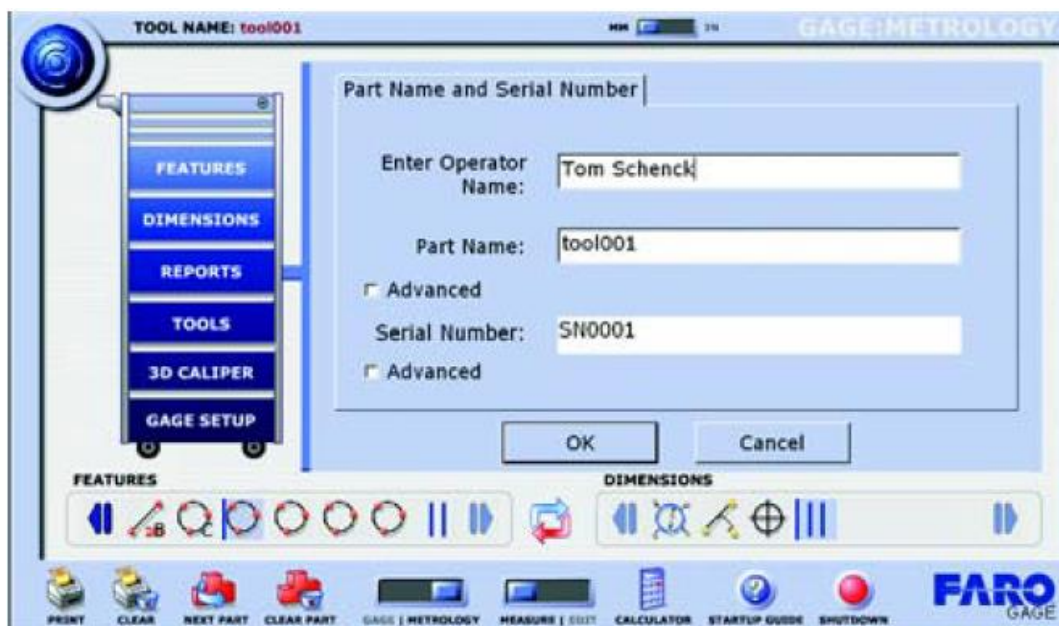 TOOL NAME: tool001
MM IN
GAGE:METROLOGY
Part Name and Serial Number
FEATURES
DIMENSIONS
REPORTS
TOOLS
3D CALIPER
GAGE SETUP
Enter Operator
Name:
Tom Schenck
Part Name:
tool001
Advanced
Serial Number:
SN0001
Advanced
OK
Cancel
FEATURES
DIMENSIONS
B
C
PRINT
CLEAR
NEXT PART
CLEAR PART
GAGE | METROLOGY
MEASURE | EDIT
CALCULATOR
STARTUP GUIDE
SHUTDOWN
FARO
GAGE